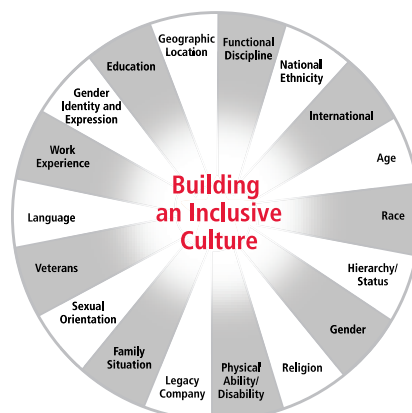 Building
an Inclusive
Culture
Geographic
Location
Functional
Discipline
National
Ethnicity
International
Age
Race
Hierarchy/
Status
Gender
Religion
Physical
Ability/
Disability
Legacy
Company
Family
Situation
Sexual
Orientation
Veterans
Language
Work
Experience
Gender
Identity and
Expression
Education